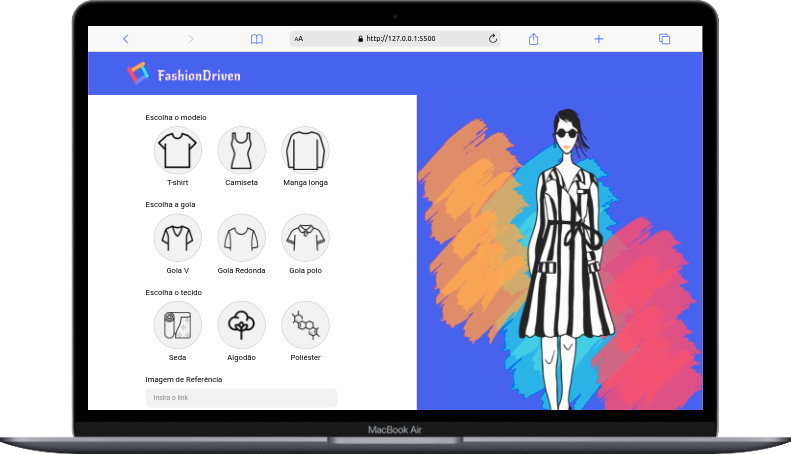 AA http://127.0.0.1:5500
FashionDriven
Escolha o modelo
T-shirt Camiseta Manga longa
Escolha a gola
Gola V Gola Redonda Gola polo
Escolha o tecido
Seda Algodão Poliéster
Imagem de Referência
Insira o link
MacBook Air